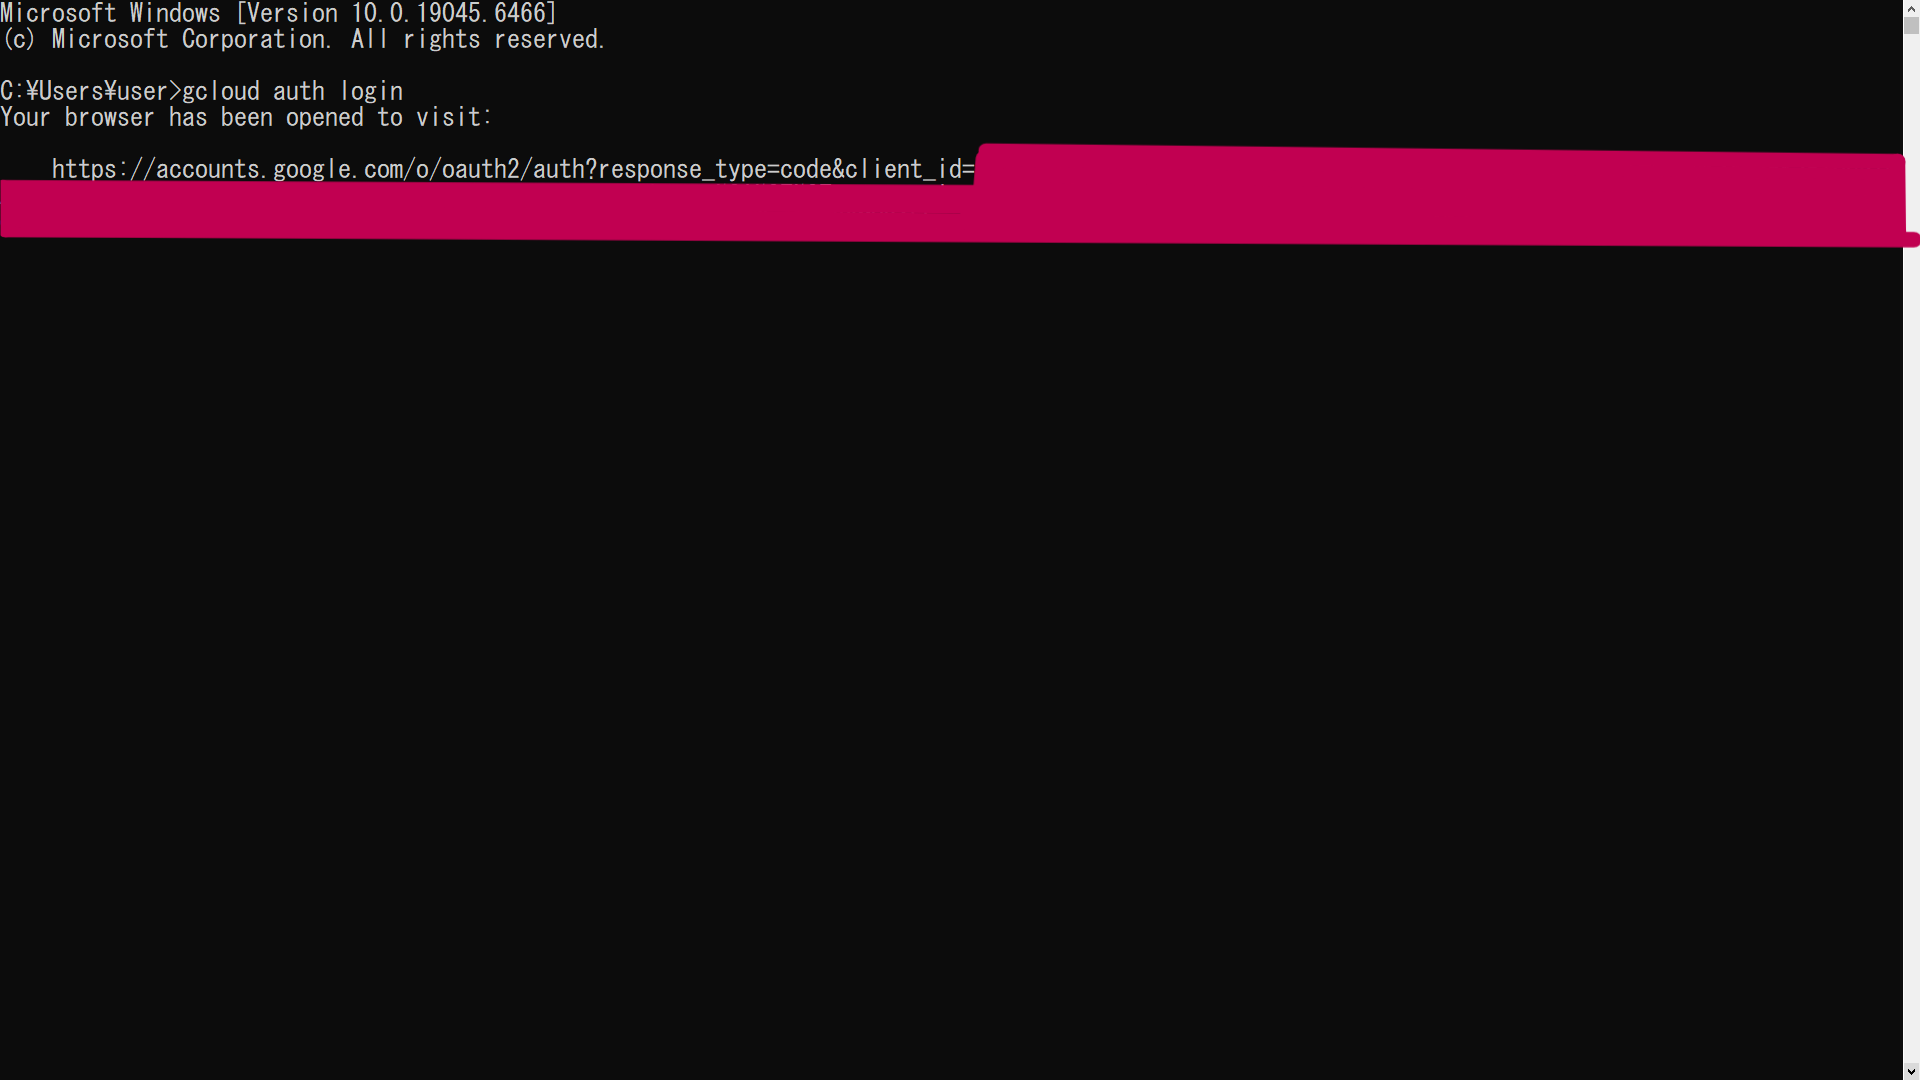 Microsoft Windows [Version 10.0.19045.6466]
(c) Microsoft Corporation. All rights reserved.
C:¥Users¥user>gcloud auth login
Your browser has been opened to visit:
https://accounts.google.com/o/oauth2/auth?response_type=code&client_id=